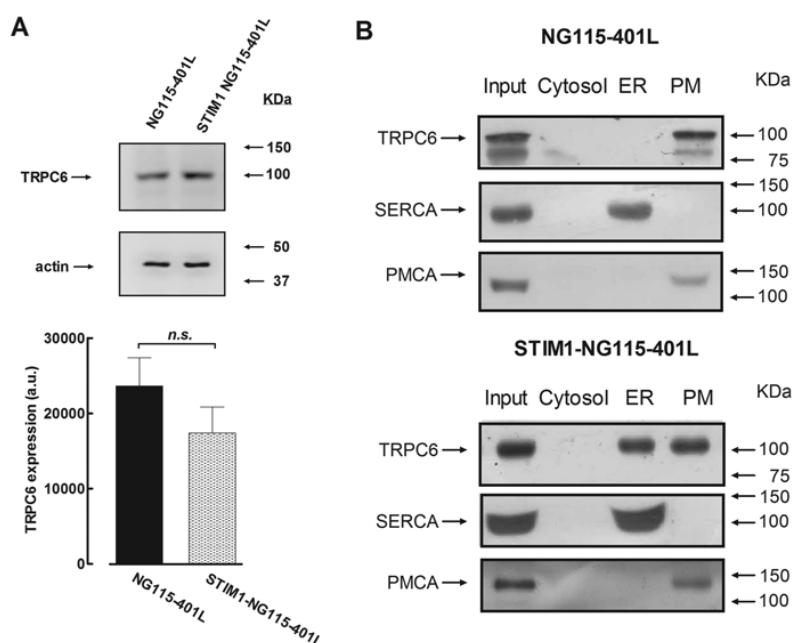 A
NG115-401L
STIM1 NG115-401L
KDa
150
TRPC6
100
50
actin
37
n.s.
30000
20000
10000
0
TRPC6 expression (a.u.)
NG115-401L
STIM1-NG115-401L
B
NG115-401L
Input Cytosol ER PM KDa
TRPC6 100
75
150
SERCA 100
PMCA 150
100
STIM1-NG115-401L
Input Cytosol ER PM KDa
TRPC6 100
75
150
SERCA 100
PMCA 150
100